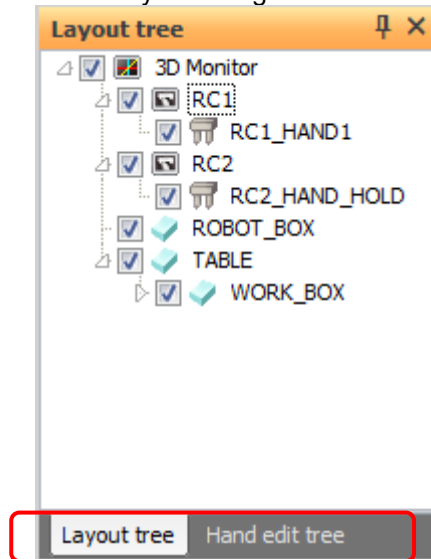 Layout tree
3D Monitor
RC1
RC1_HAND1
RC2
RC2_HAND_HOLD
ROBOT_BOX
TABLE
WORK_BOX
Layout tree Hand edit tree